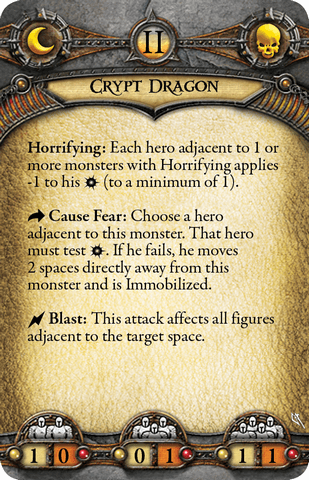 II
CRYPT DRAGON
Horrifying: Each hero adjacent to 1 or
more monsters with Horrifying applies
-1 to his (to a minimum of 1).
Cause Fear: Choose a hero
adjacent to this monster. That hero
must test . If he fails, he moves
2 spaces directly away from this
monster and is Immobilized.
Blast: This attack affects all figures
adjacent to the target space.
1 0 0 1 1 1